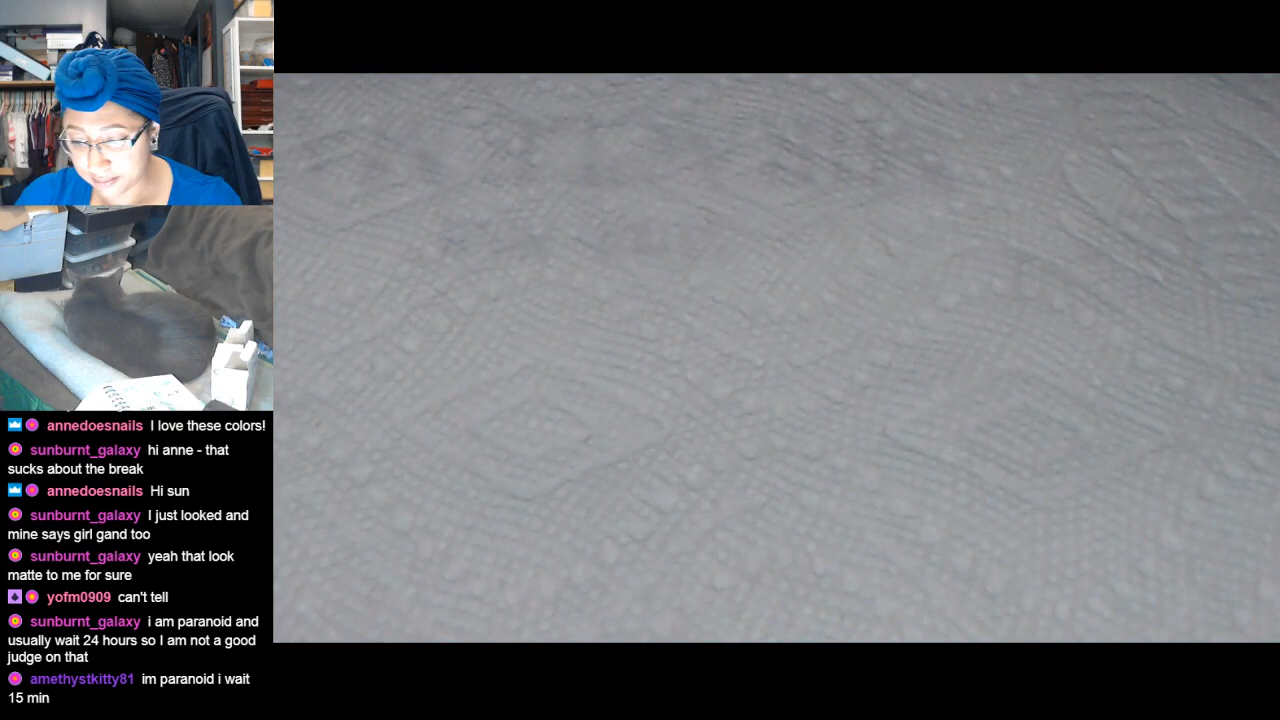 annedoesnails I love these colors!
sunburnt_galaxy hi anne - that
sucks about the break
annedoesnails Hi sun
sunburnt_galaxy I just looked and
mine says girl gand too
sunburnt_galaxy yeah that look
matte to me for sure
yofm0909 can't tell
sunburnt_galaxy i am paranoid and
usually wait 24 hours so I am not a good
judge on that
amethystkitty81 im paranoid i wait
15 min